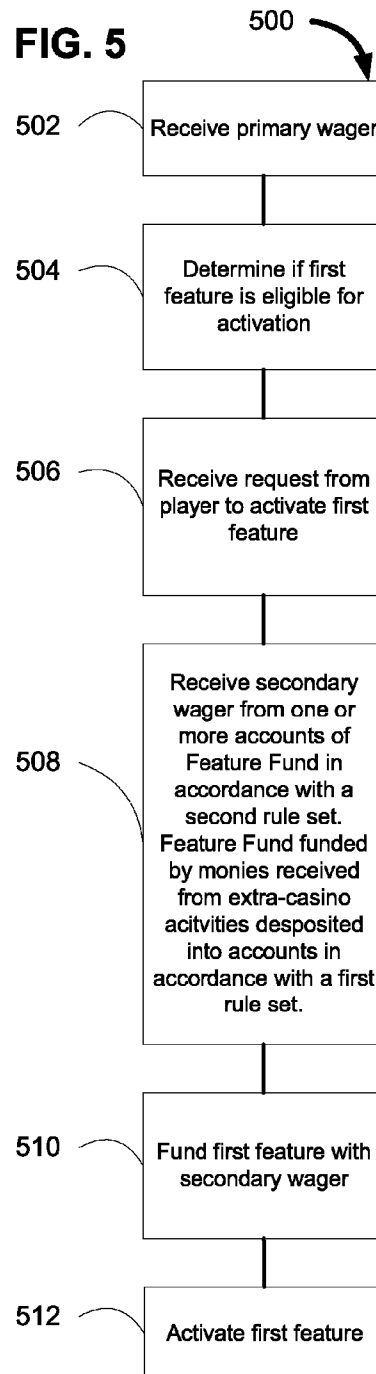 FIG. 5
500
502
Receive primary wager
504
Determine if first
feature is eligible for
activation
506
Receive request from
player to activate first
feature
508
Receive secondary
wager from one or
more accounts of
Feature Fund in
accordance with a
second rule set.
Feature Fund funded
by monies received
from extra-casino
acitvities desposited
into accounts in
accordance with a first
rule set.
510
Fund first feature with
secondary wager
512
Activate first feature